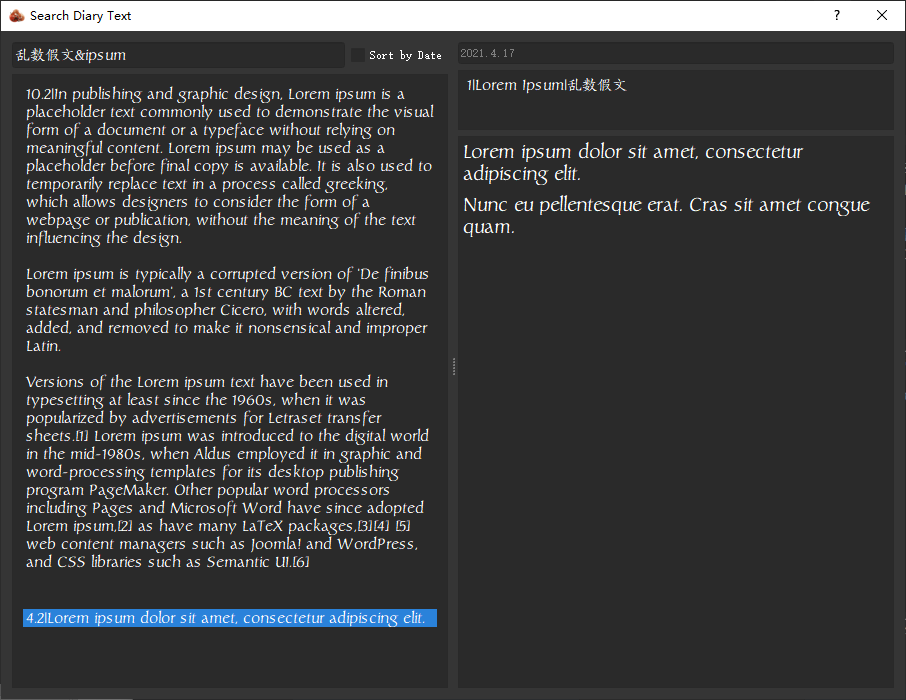 Search Diary Text
?
乱数假文&ipsum
Sort by Date
10.2|In publishing and graphic design, Lorem ipsum is a
placeholder text commonly used to demonstrate the visual
form of a document or a typeface without relying on
meaningful content. Lorem ipsum may be used as a
placeholder before final copy is available. It is also used to
temporarily replace text in a process called greeking,
which allows designers to consider the form of a
webpage or publication, without the meaning of the text
influencing the design.
Lorem ipsum is typically a corrupted version of 'De finibus
bonorum et malorum', a 1st century BC text by the Roman
statesman and philosopher Cicero, with words altered,
added, and removed to make it nonsensical and improper
Latin.
Versions of the Lorem ipsum text have been used in
typesetting at least since the 1960s, when it was
popularized by advertisements for Letraset transfer
sheets.[1] Lorem ipsum was introduced to the digital world
in the mid-1980s, when Aldus employed it in graphic and
word-processing templates for its desktop publishing
program PageMaker. Other popular word processors
including Pages and Microsoft Word have since adopted
Lorem ipsum,[2] as have many LaTeX packages,[3][4] [5]
web content managers such as Joomla! and WordPress,
and CSS libraries such as Semantic UI.[6]
4.2|Lorem ipsum dolor sit amet, consectetur adipiscing elit.
2021.4.17
1|Lorem Ipsum|乱数假文
Lorem ipsum dolor sit amet, consectetur
adipiscing elit.
Nunc eu pellentesque erat. Cras sit amet congue
quam.